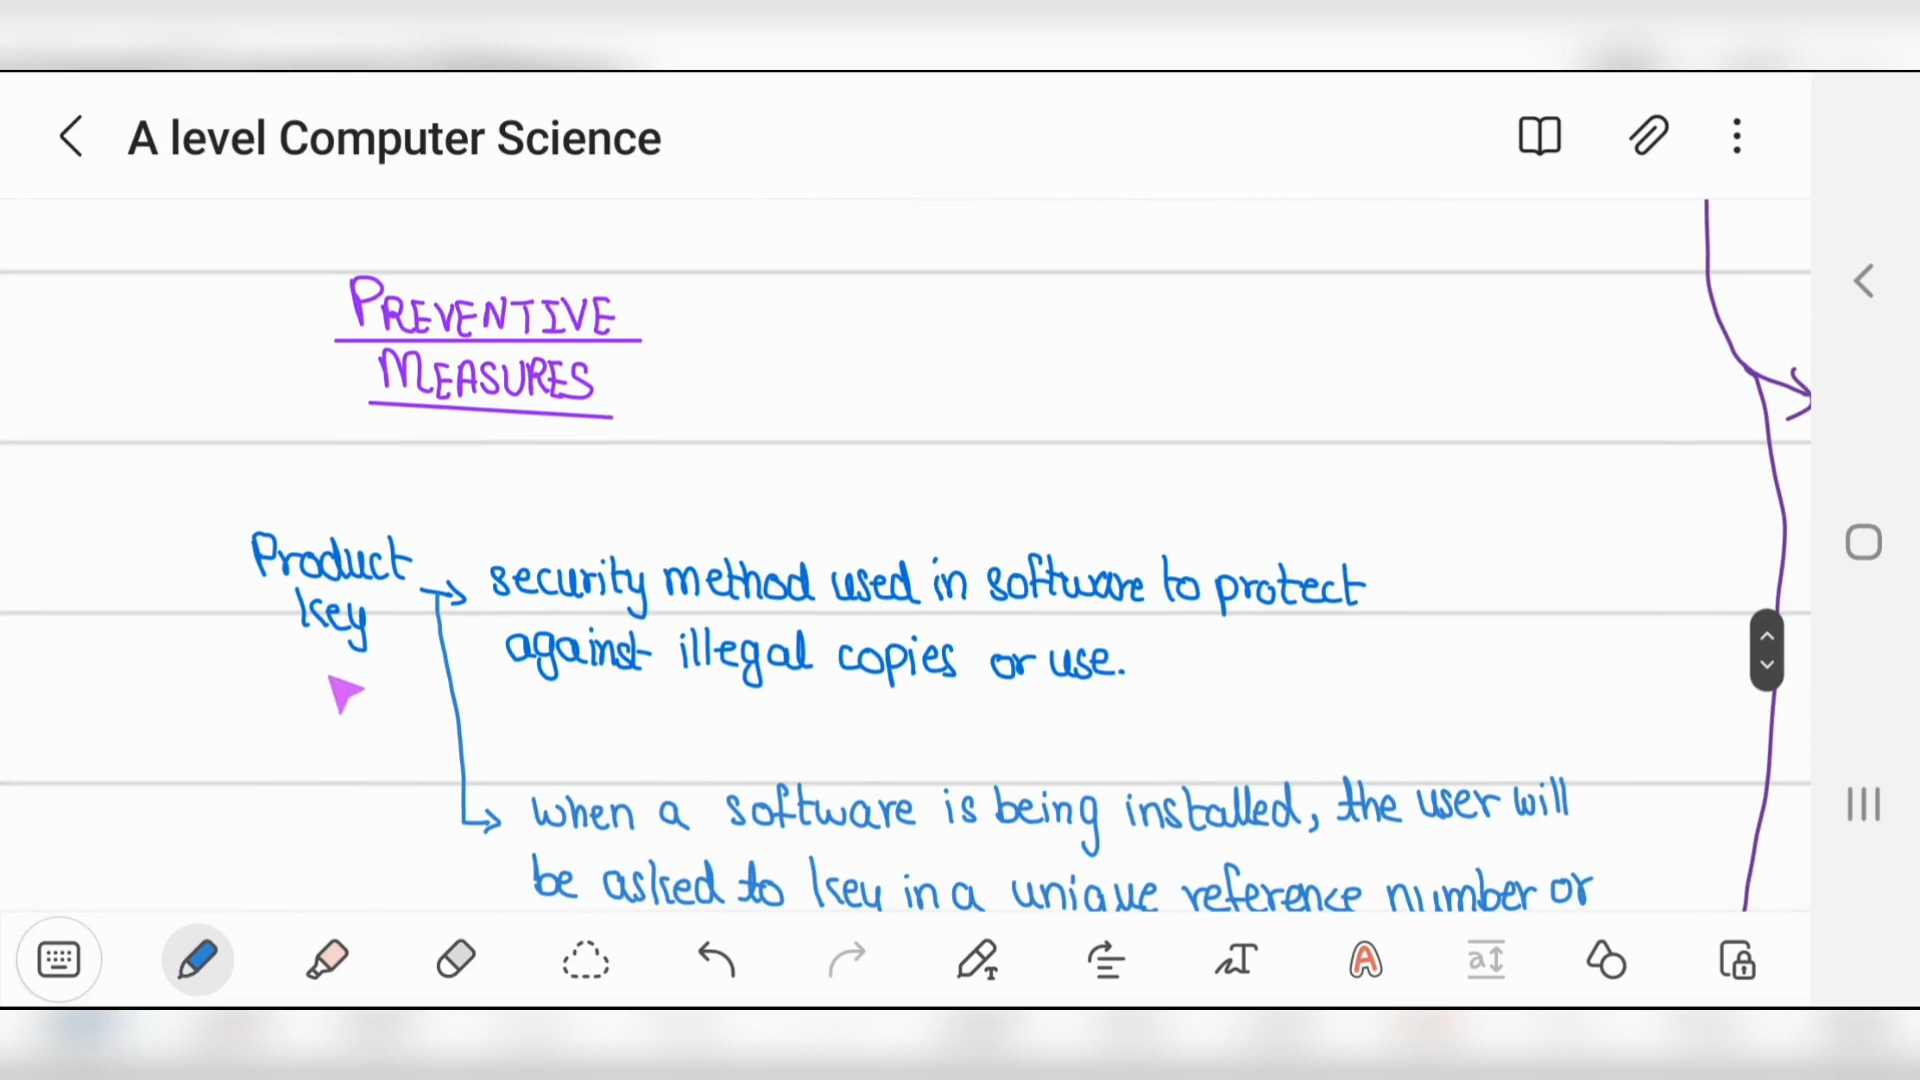 A level Computer Science
PREVENTIVE
MEASURES
Product
key
security method used in software to protect
against illegal copies or use.
when a software is being installed, the user will
be asked to key in a unique reference number or